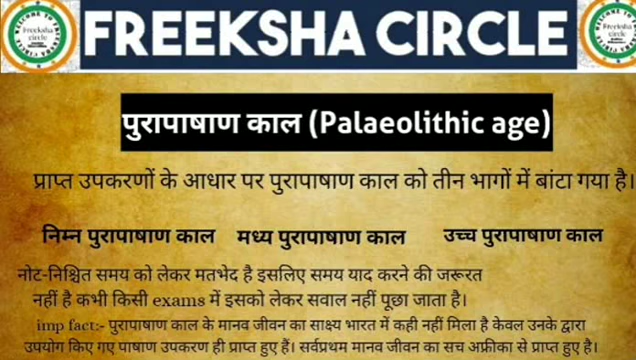 FREEKSHA CIRCLE
पुरापाषाण काल (Palaeolithic age)
प्राप्त उपकरणों के आधार पर पुरापाषाण काल को तीन भागों में बांटा गया है।
निम्न पुरापाषाण काल मध्य पुरापाषाण काल उच्च पुरापाषाण काल
नोट-निश्चित समय को लेकर मतभेद है इसलिए समय याद करने की जरूरत
नहीं है कभी किसी exams में इसको लेकर सवाल नहीं पूछा जाता है।
imp fact:- पुरापाषाण काल के मानव जीवन का साक्ष्य भारत में कही नहीं मिला है केवल उनके द्वारा
उपयोग किए गए पाषाण उपकरण ही प्राप्त हुए हैं। सर्वप्रथम मानव जीवन का सच अफ्रीका से प्राप्त हुए है।